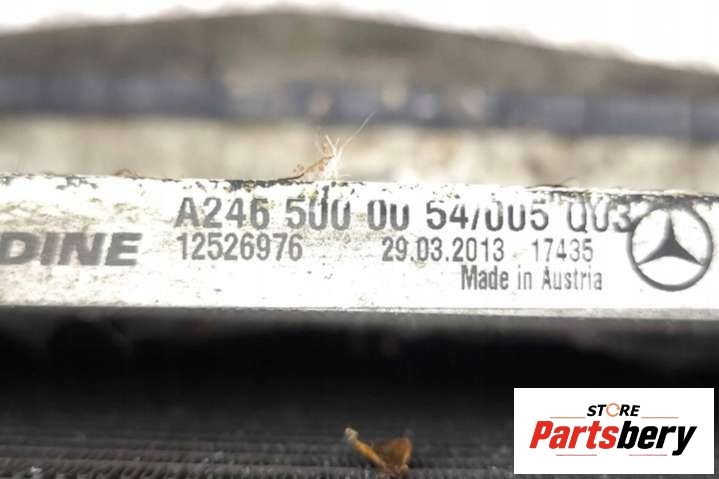 A246 500 00 54/005 Q03
DINE 12526976 29.03.2013 17435
Made in Austria
STORE
Partsbery